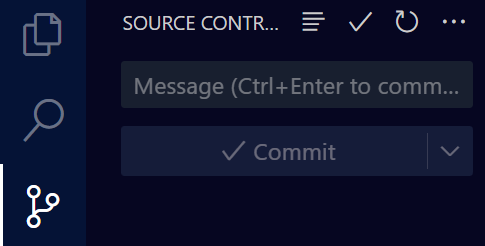 SOURCE CONTR...
Message (Ctrl+Enter to comm...
Commit